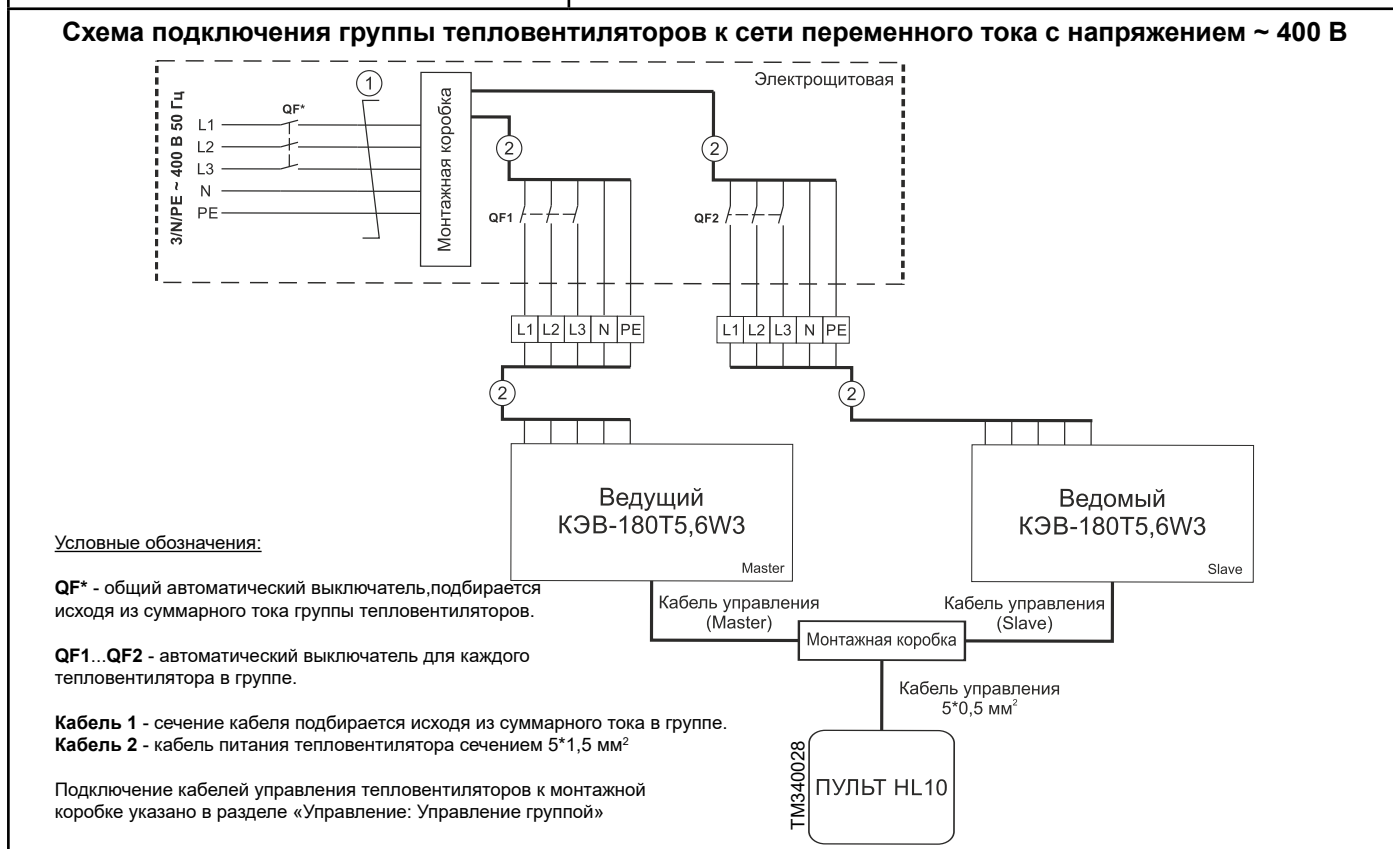 Схема подключения группы тепловентиляторов к сети переменного тока с напряжением ~ 400 В
Электрощитовая
1
3/N/PE ~ 400 В 50 Гц
QF*
L1
L2
L3
N
PE
Монтажная коробка
2
2
QF1
QF2
L1 L2 L3 N PE
L1 L2 L3 N PE
2
2
Ведущий
КЭВ-180Т5,6W3
Master
Ведомый
КЭВ-180Т5,6W3
Slave
Условные обозначения:
QF* - общий автоматический выключатель,подбирается
исходя из суммарного тока группы тепловентиляторов.
QF1...QF2 - автоматический выключатель для каждого
тепловентилятора в группе.
Кабель 1 - сечение кабеля подбирается исходя из суммарного тока в группе.
Кабель 2 - кабель питания тепловентилятора сечением 5*1,5 мм²
Подключение кабелей управления тепловентиляторов к монтажной
коробке указано в разделе «Управление: Управление группой»
Кабель управления
(Master)
Кабель управления
(Slave)
Монтажная коробка
Кабель управления
5*0,5 мм²
TM340028
ПУЛЬТ HL10